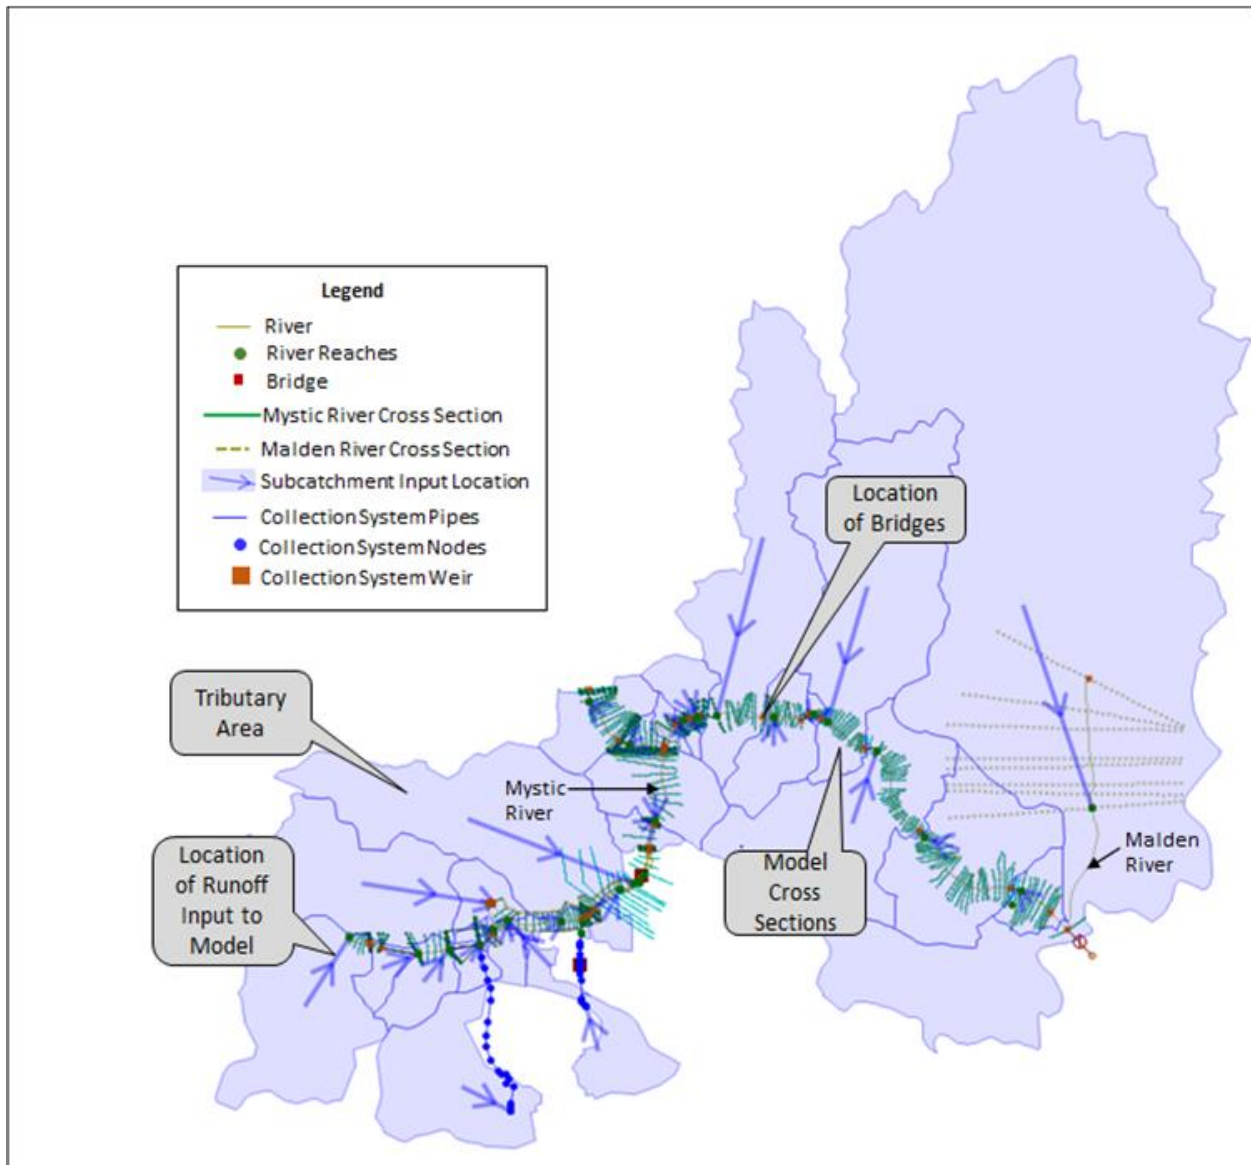 Legend
River
River Reaches
Bridge
Mystic River Cross Section
Malden River Cross Section
Subcatchment Input Location
Collection System Pipes
Collection System Nodes
Collection System Weir
Location
of Bridges
Tributary
Area
Mystic
River
Location
of Runoff
Input to
Model
Model
Cross
Sections
Malden
River